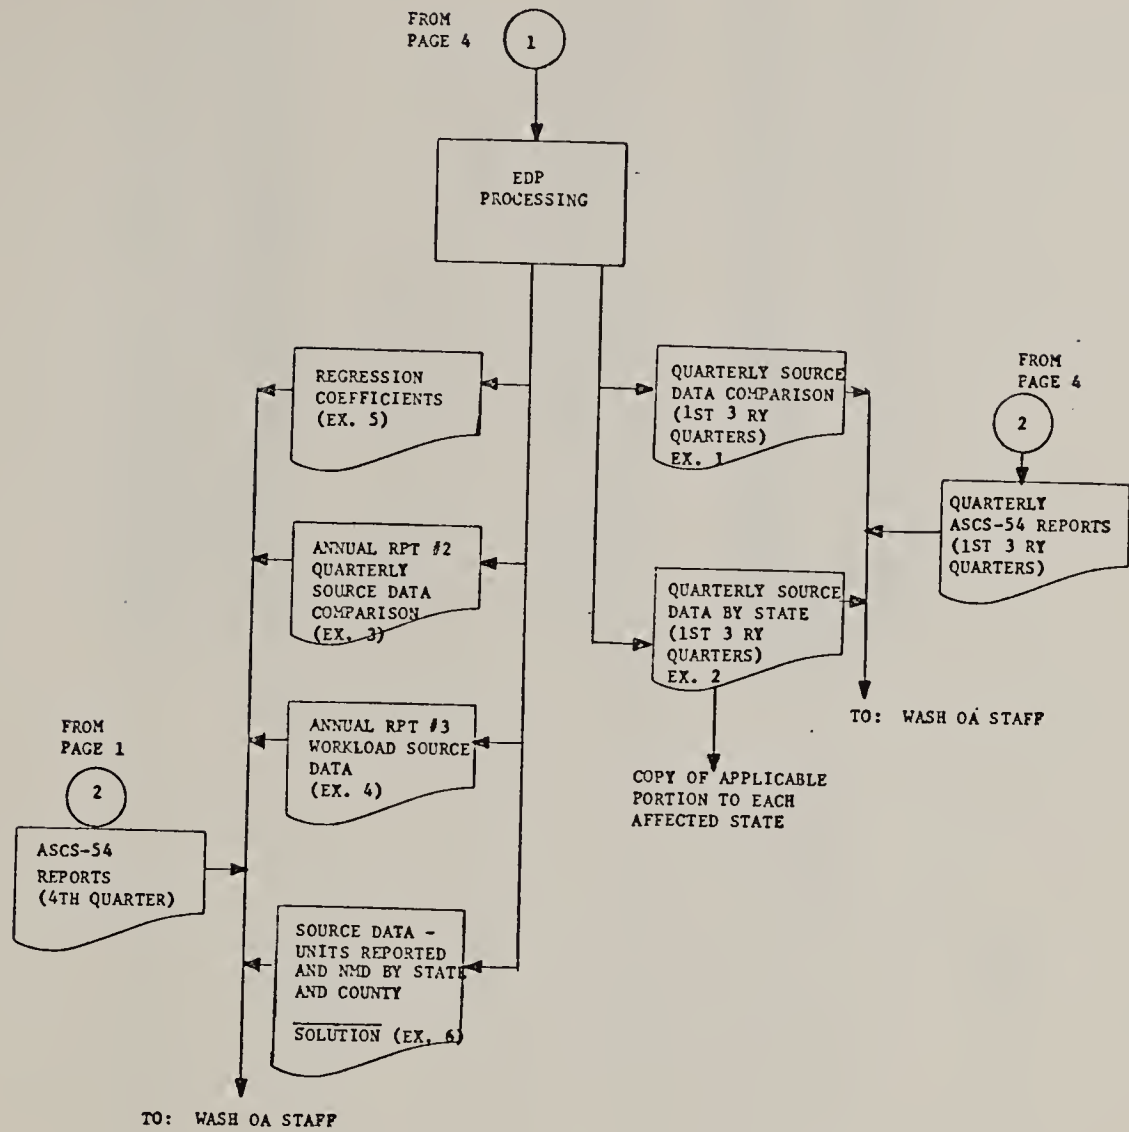 FROM
PAGE 4
1
EDP
PROCESSING
REGRESSION
COEFFICIENTS
(EX. 5)
QUARTERLY SOURCE
DATA COMPARISON
(1ST 3 RY
QUARTERS)
EX. 1
FROM
PAGE 4
2
QUARTERLY
ASCS-54 REPORTS
(1ST 3 RY
QUARTERS)
ANNUAL RPT #2
QUARTERLY
SOURCE DATA
COMPARISON
(EX. 3)
QUARTERLY SOURCE
DATA BY STATE
(1ST 3 RY
QUARTERS)
EX. 2
TO: WASH OA STAFF
ANNUAL RPT #3
WORKLOAD SOURCE
DATA
(EX. 4)
COPY OF APPLICABLE
PORTION TO EACH
AFFECTED STATE
FROM
PAGE 1
2
ASCS-54
REPORTS
(4TH QUARTER)
SOURCE DATA -
UNITS REPORTED
AND NMD BY STATE
AND COUNTY
SOLUTION (EX. 6)
TO: WASH OA STAFF